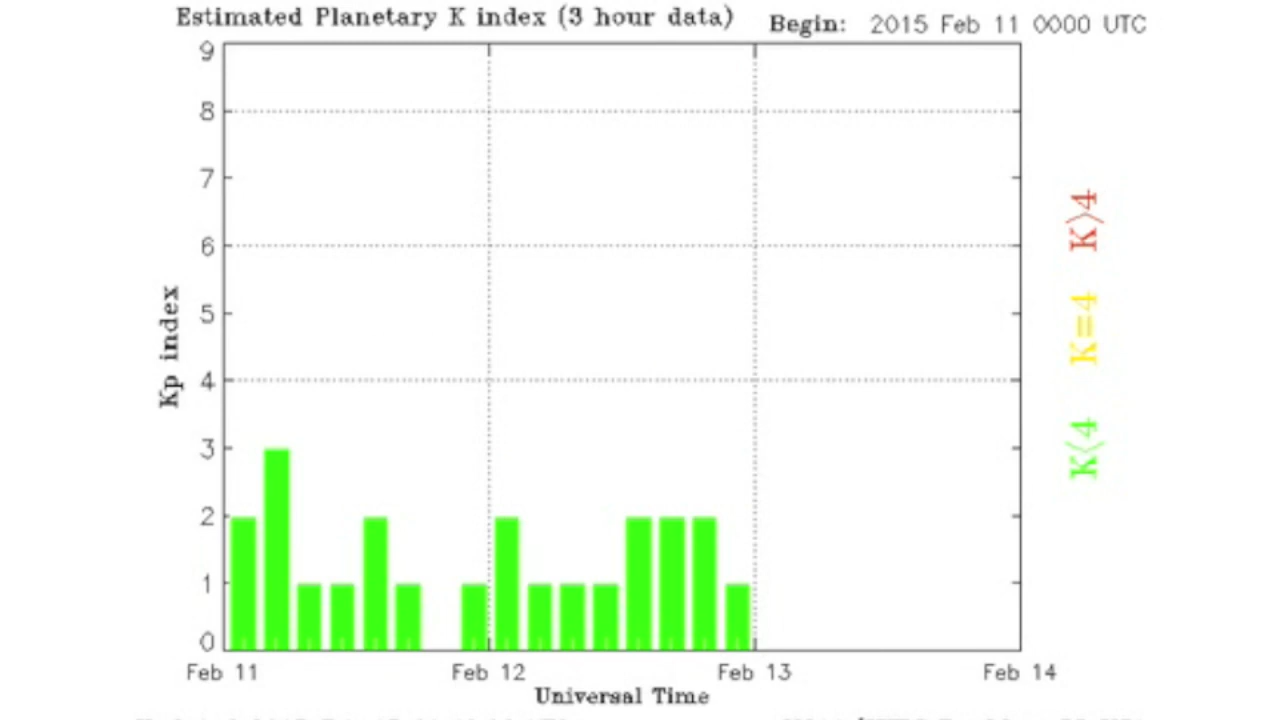 Estimated Planetary K index (3 hour data) Begin: 2015 Feb 11 0000 UTC
9
8
7
6
5
4
3
2
1
0
Kp index
K>4
K=4
K<4
Feb 11 Feb 12 Feb 13 Feb 14
Universal Time